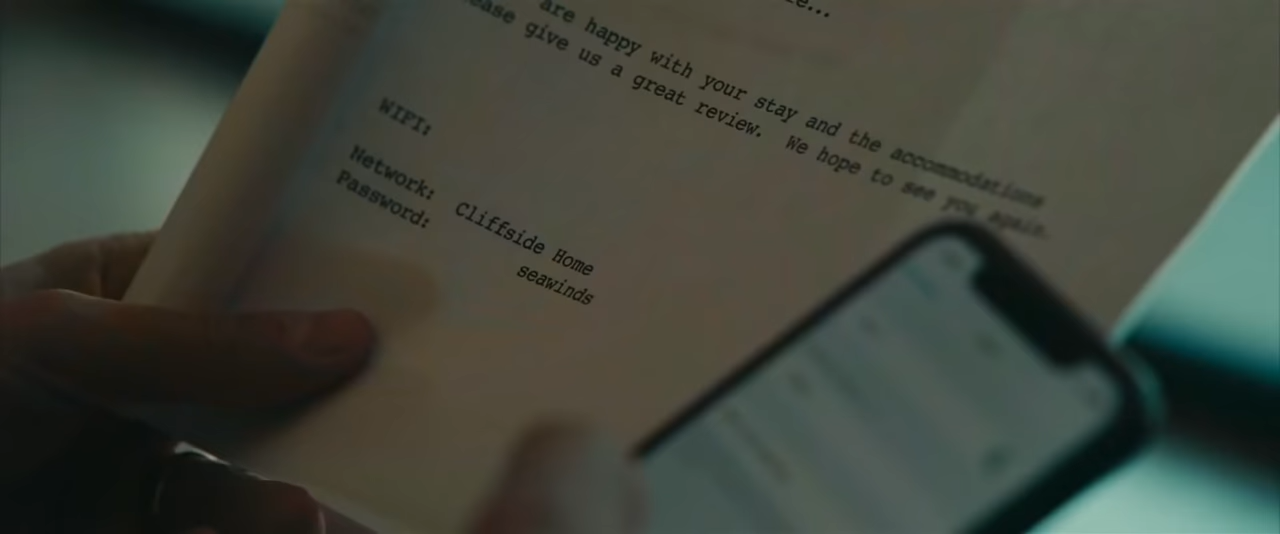 are happy with your stay and the accommodations
give us a great review. We hope to see you again.
WIFI:
Network: Cliffside Home
Password: seawinds